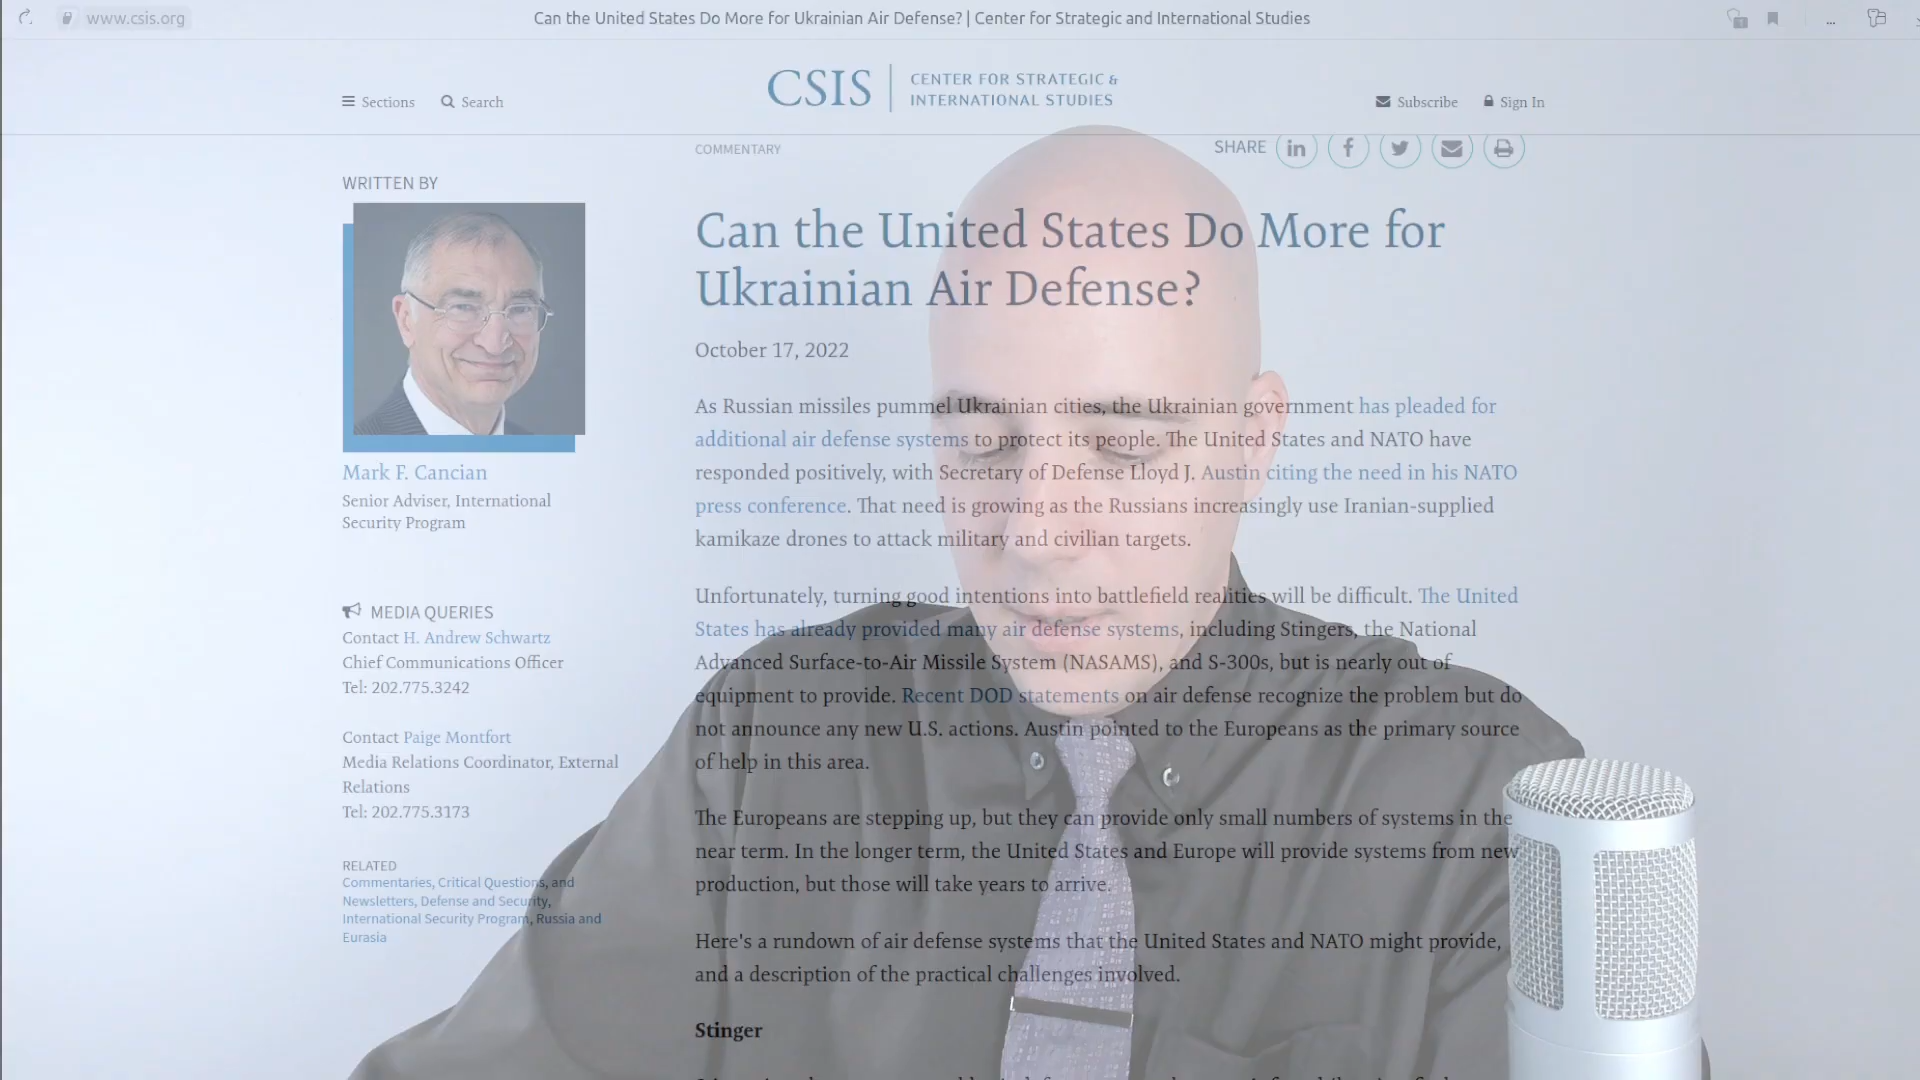 www.csis.org
Can the United States Do More for Ukrainian Air Defense? | Center for Strategic and International Studies
...
Sections
Search
CSIS
CENTER FOR STRATEGIC &
INTERNATIONAL STUDIES
Subscribe
Sign In
WRITTEN BY
Mark F. Cancian
Senior Adviser, International
Security Program
MEDIA QUERIES
Contact H. Andrew Schwartz
Chief Communications Officer
Tel: 202.775.3242
Contact Paige Montfort
Media Relations Coordinator, External
Relations
Tel: 202.775.3173
RELATED
Commentaries, Critical Questions, and
Newsletters, Defense and Security,
International Security Program, Russia and
Eurasia
COMMENTARY
SHARE
Can the United States Do More for
Ukrainian Air Defense?
October 17, 2022
As Russian missiles pummel Ukrainian cities, the Ukrainian government has pleaded for
additional air defense systems to protect its people. The United States and NATO have
responded positively, with Secretary of Defense Lloyd J. Austin citing the need in his NATO
press conference. That need is growing as the Russians increasingly use Iranian-supplied
kamikaze drones to attack military and civilian targets.
Unfortunately, turning good intentions into battlefield realities will be difficult. The United
States has already provided many air defense systems, including Stingers, the National
Advanced Surface-to-Air Missile System (NASAMS), and S-300s, but is nearly out of
equipment to provide. Recent DOD statements on air defense recognize the problem but do
not announce any new U.S. actions. Austin pointed to the Europeans as the primary source
of help in this area.
The Europeans are stepping up, but they can provide only small numbers of systems in the
near term. In the longer term, the United States and Europe will provide systems from new
production, but those will take years to arrive.
Here's a rundown of air defense systems that the United States and NATO might provide,
and a description of the practical challenges involved.
Stinger